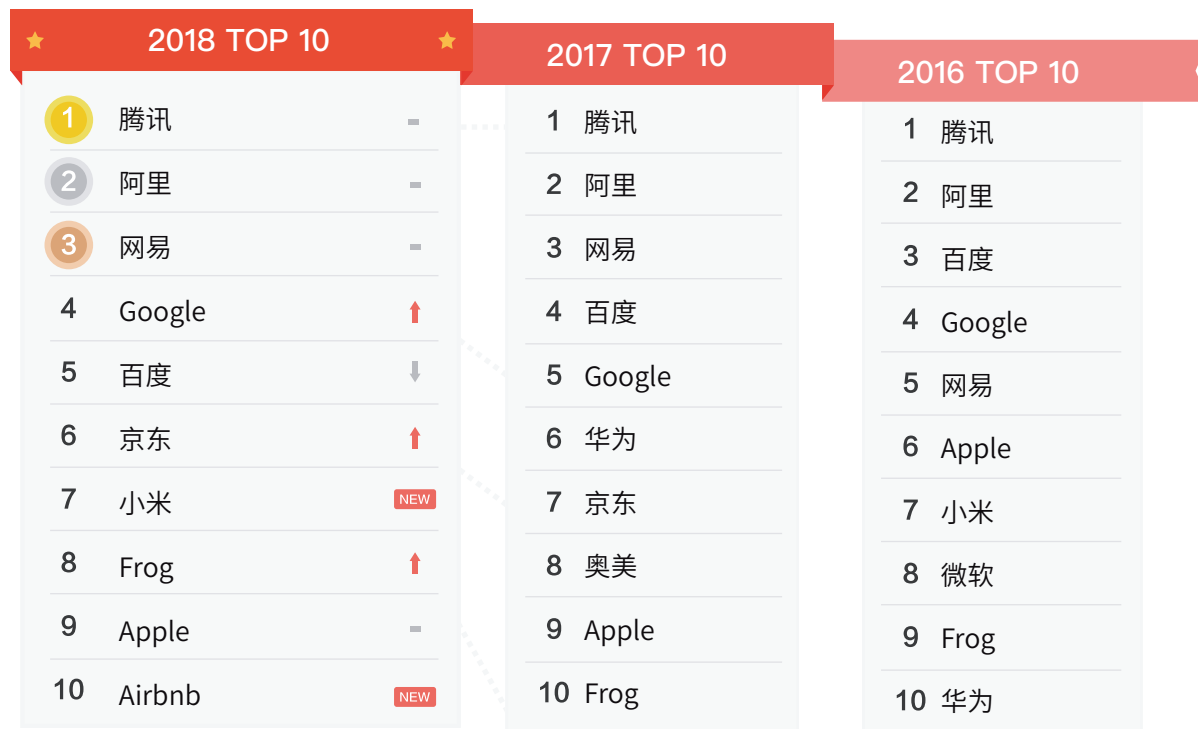 2018 TOP 10
1 腾讯
2 阿里
3 网易
4 Google
5 百度
6 京东
7 小米 NEW
8 Frog
9 Apple
10 Airbnb NEW
2017 TOP 10
1 腾讯
2 阿里
3 网易
4 百度
5 Google
6 华为
7 京东
8 奥美
9 Apple
10 Frog
2016 TOP 10
1 腾讯
2 阿里
3 百度
4 Google
5 网易
6 Apple
7 小米
8 微软
9 Frog
10 华为